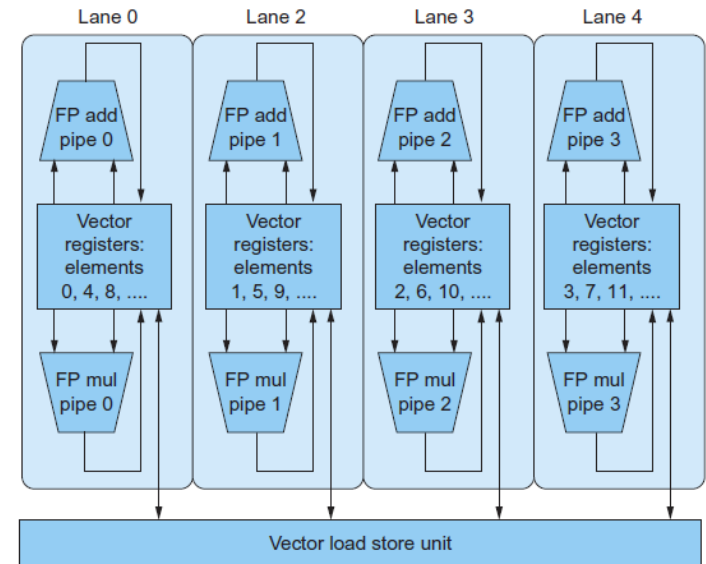 Lane 0
Lane 2
Lane 3
Lane 4
FP add
pipe 0
FP add
pipe 1
FP add
pipe 2
FP add
pipe 3
Vector
registers:
elements
0, 4, 8, ....
Vector
registers:
elements
1, 5, 9, ....
Vector
registers:
elements
2, 6, 10, ....
Vector
registers:
elements
3, 7, 11, ....
FP mul
pipe 0
FP mul
pipe 1
FP mul
pipe 2
FP mul
pipe 3
Vector load store unit